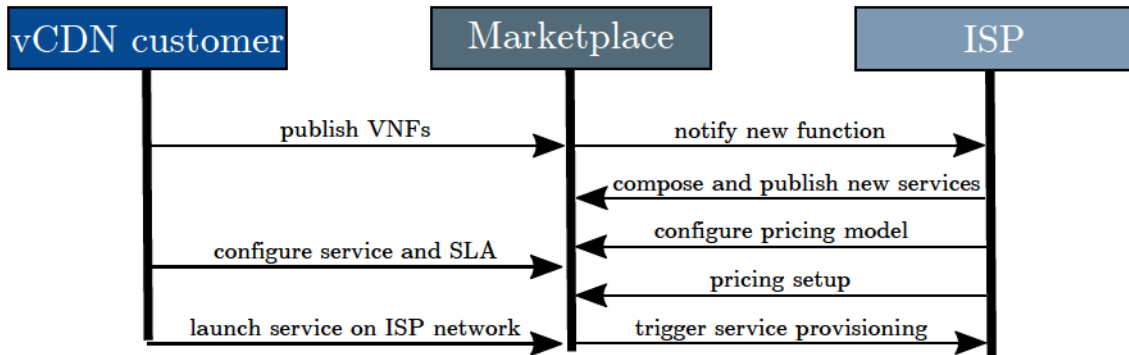 vCDN customer
Marketplace
ISP
publish VNFs
notify new function
compose and publish new services
configure pricing model
configure service and SLA
pricing setup
launch service on ISP network
trigger service provisioning